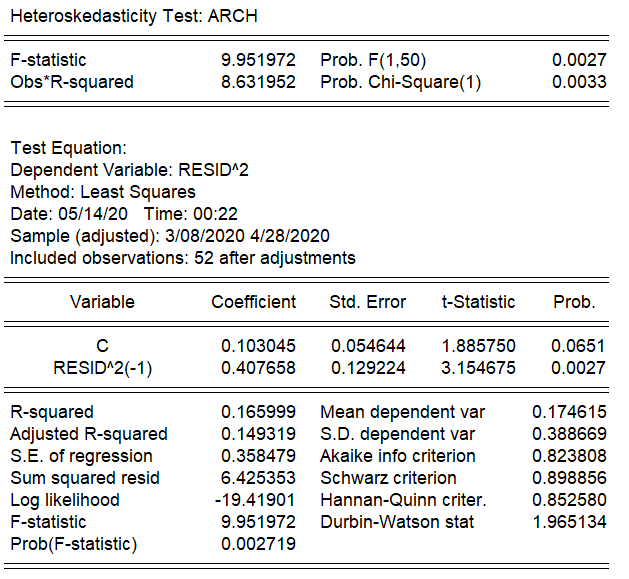 Heteroskedasticity Test: ARCH
F-statistic 9.951972 Prob. F(1,50) 0.0027
Obs*R-squared 8.631952 Prob. Chi-Square(1) 0.0033
Test Equation:
Dependent Variable: RESID^2
Method: Least Squares
Date: 05/14/20 Time: 00:22
Sample (adjusted): 3/08/2020 4/28/2020
Included observations: 52 after adjustments
Variable Coefficient Std. Error t-Statistic Prob.
C 0.103045 0.054644 1.885750 0.0651
RESID^2(-1) 0.407658 0.129224 3.154675 0.0027
R-squared 0.165999 Mean dependent var 0.174615
Adjusted R-squared 0.149319 S.D. dependent var 0.388669
S.E. of regression 0.358479 Akaike info criterion 0.823808
Sum squared resid 6.425353 Schwarz criterion 0.898856
Log likelihood -19.41901 Hannan-Quinn criter. 0.852580
F-statistic 9.951972 Durbin-Watson stat 1.965134
Prob(F-statistic) 0.002719